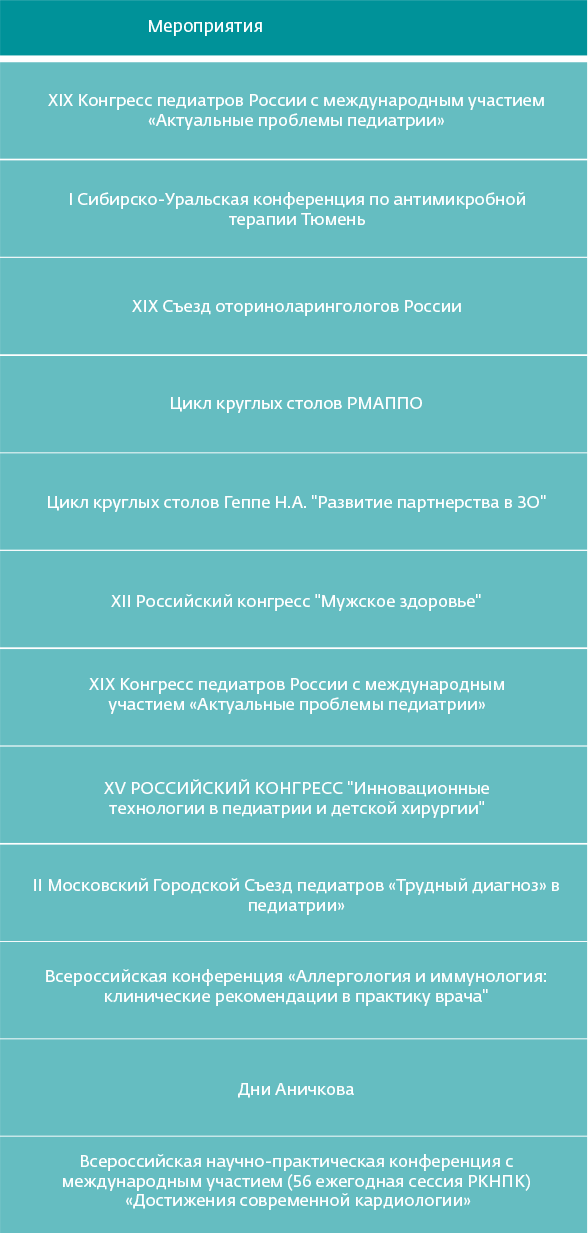 Мероприятия
XIX Конгресс педиатров России с международным участием
«Актуальные проблемы педиатрии»
I Сибирско-Уральская конференция по антимикробной
терапии Тюмень
XIX Съезд оториноларингологов России
Цикл круглых столов РМАППО
Цикл круглых столов Геппе Н.А. "Развитие партнерства в ЗО"
XII Российский конгресс "Мужское здоровье"
XIX Конгресс педиатров России с международным
участием «Актуальные проблемы педиатрии»
XV РОССИЙСКИЙ КОНГРЕСС "Инновационные
технологии в педиатрии и детской хирургии"
II Московский Городской Съезд педиатров «Трудный диагноз» в
педиатрии»
Всероссийская конференция «Аллергология и иммунология:
клинические рекомендации в практику врача"
Дни Аничкова
Всероссийская научно-практическая конференция с
международным участием (56 ежегодная сессия РКНПК)
«Достижения современной кардиологии»